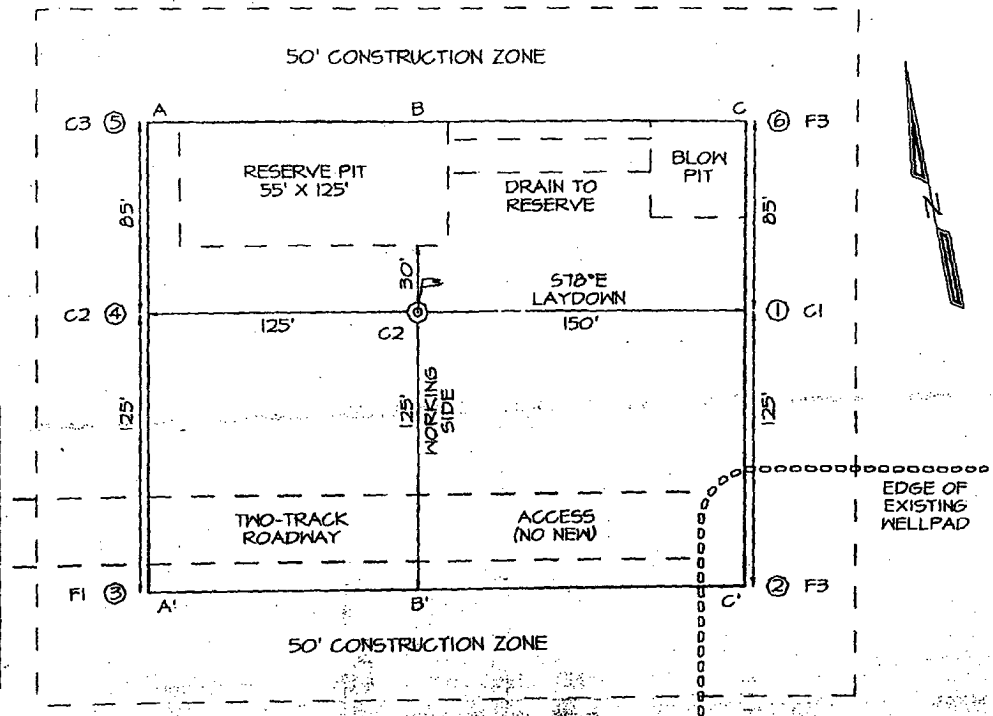 50' CONSTRUCTION ZONE
A B C
C3 ⑤ ⑥ F3
RESERVE PIT
55' X 125'
BLOW
PIT
DRAIN TO
RESERVE
85' 85'
N
30'
S78°E
LAYDOWN
C2 ④ ① C1
125' C2 150'
125' 125' 125'
WORKING
SIDE
EDGE OF
EXISTING
WELLPAD
TWO-TRACK
ROADWAY
ACCESS
(NO NEW)
F1 ③ ② F3
A' B' C'
50' CONSTRUCTION ZONE